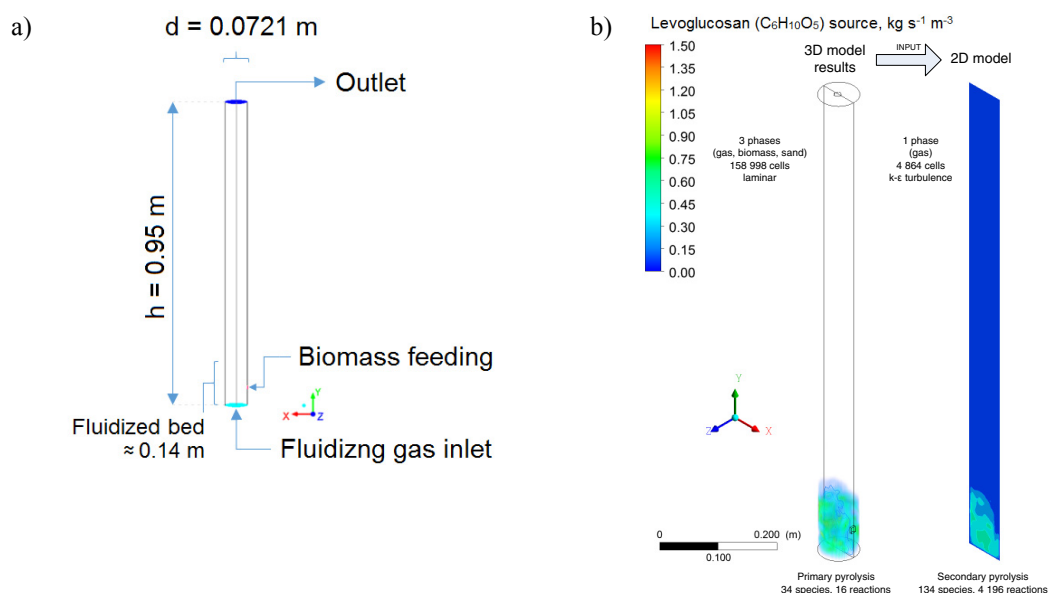 a)
d = 0.0721 m
Outlet
h = 0.95 m
Biomass feeding
Fluidized bed
≈ 0.14 m
X
Y
Z
Fluidizng gas inlet
b)
Levoglucosan (C₆H₁₀O₅) source, kg s⁻¹ m⁻³
1.50
1.35
1.20
1.05
0.90
0.75
0.60
0.45
0.30
0.15
0.00
3D model
results
INPUT
2D model
3 phases
(gas, biomass, sand)
158 998 cells
laminar
1 phase
(gas)
4 864 cells
k-ε turbulence
Y
Z
X
0
0.200 (m)
0.100
Primary pyrolysis
34 species, 16 reactions
Secondary pyrolysis
134 species, 4 196 reactions